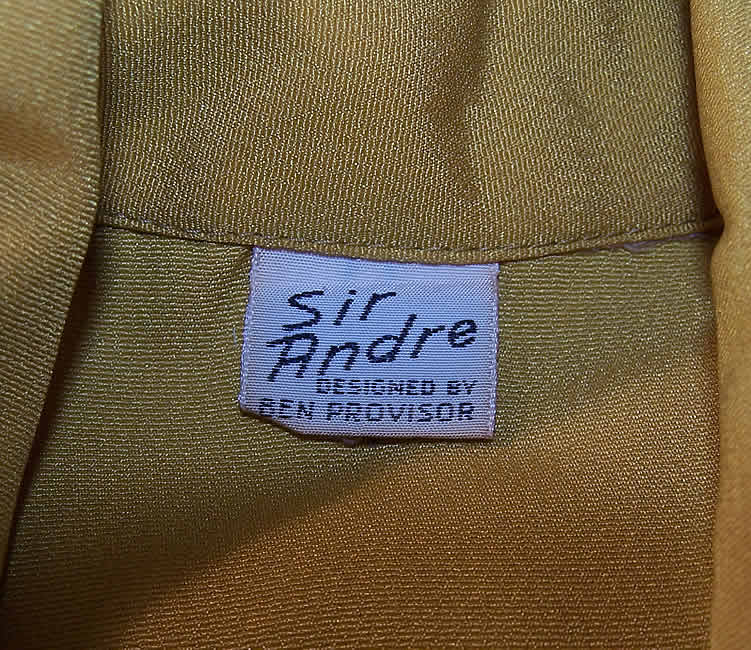 Sir
Andre
DESIGNED BY
BEN PROVISOR